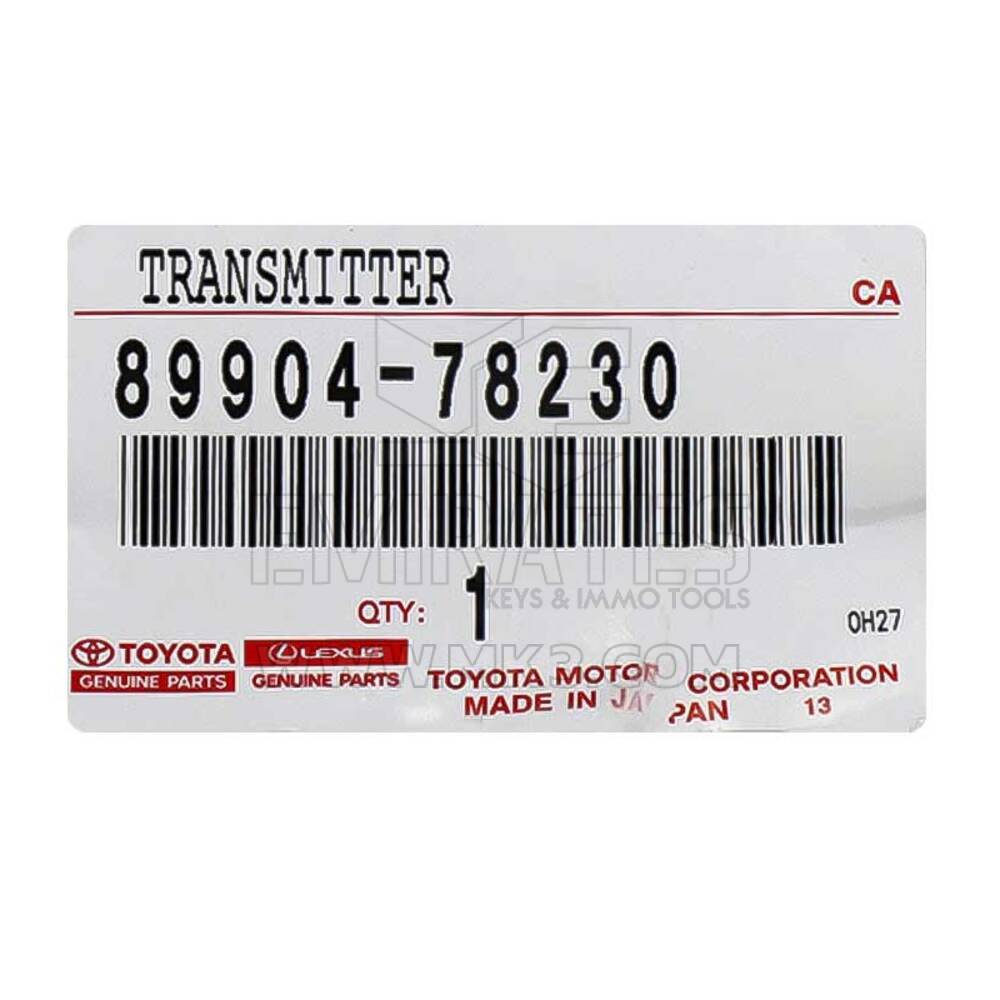 TRANSMITTER
CA
89904-78230
EMIRATES
KEYS & IMMO TOOLS
QTY: 1
0H27
TOYOTA
GENUINE PARTS
LEXUS
GENUINE PARTS
WWW.MK3.COM
TOYOTA MOTOR CORPORATION
MADE IN JAPAN 13